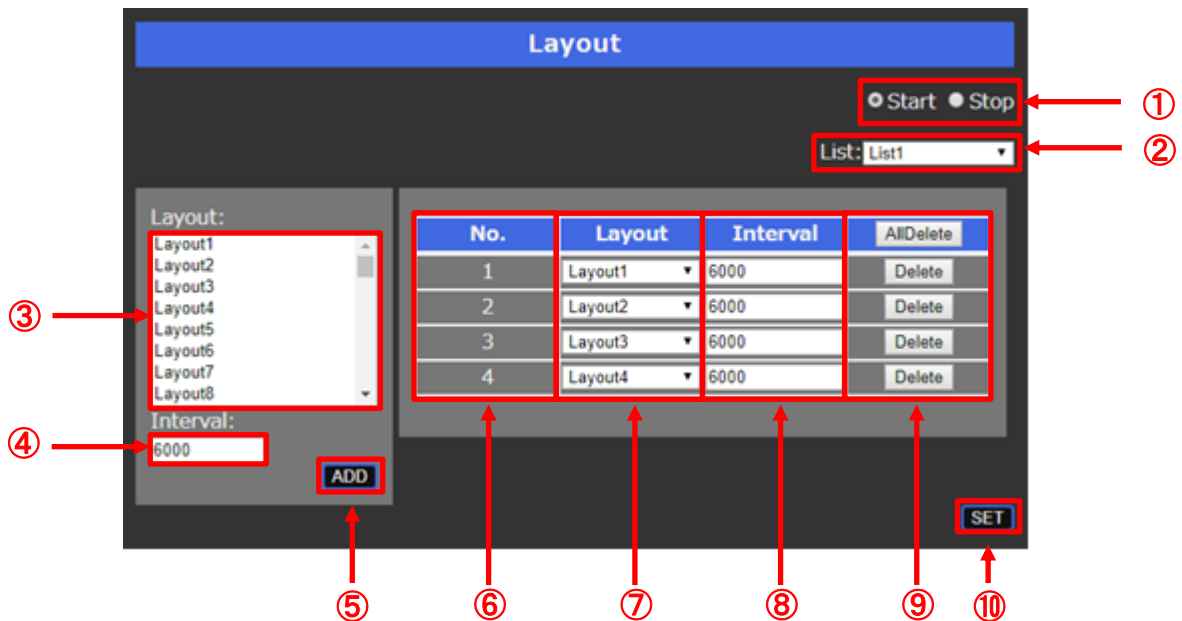 Layout
Start Stop ①
List: List1 ②
Layout:
Layout1
Layout2
Layout3
Layout4
Layout5
Layout6
Layout7
Layout8
③
Interval:
6000
④
ADD
No. Layout Interval AllDelete
1 Layout1 6000 Delete
2 Layout2 6000 Delete
3 Layout3 6000 Delete
4 Layout4 6000 Delete
SET
⑤ ⑥ ⑦ ⑧ ⑨ ⑩